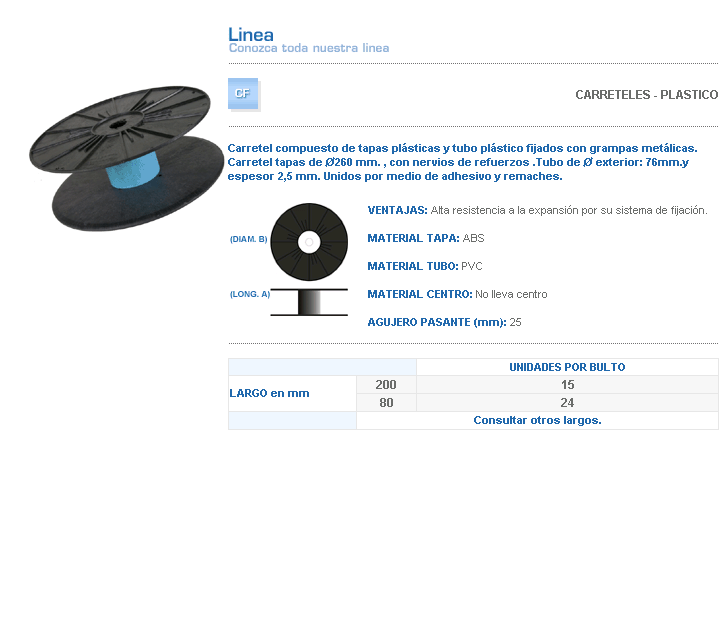 Linea
Conozca toda nuestra linea
CF
CARRETELES - PLASTICO
Carretel compuesto de tapas plásticas y tubo plástico fijados con grampas metálicas.
Carretel tapas de Ø260 mm. , con nervios de refuerzos .Tubo de Ø exterior: 76mm.y
espesor 2,5 mm. Unidos por medio de adhesivo y remaches.
VENTAJAS: Alta resistencia a la expansión por su sistema de fijación.
(DIAM. B)
MATERIAL TAPA: ABS
MATERIAL TUBO: PVC
(LONG. A)
MATERIAL CENTRO: No lleva centro
AGUJERO PASANTE (mm): 25
UNIDADES POR BULTO
LARGO en mm
200 15
80 24
Consultar otros largos.